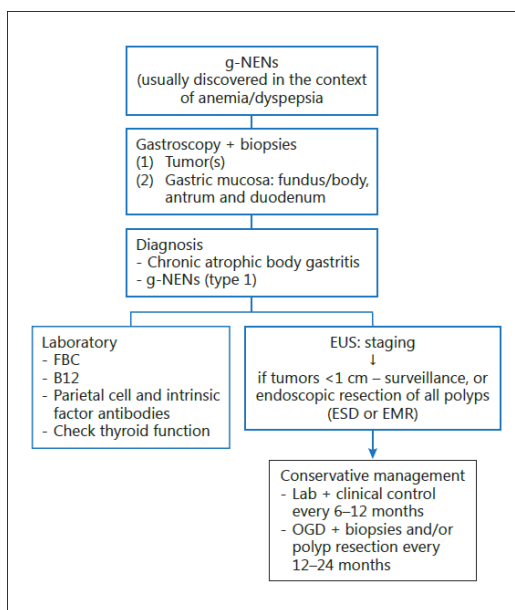 g-NENs
(usually discovered in the context
of anemia/dyspepsia
Gastroscopy + biopsies
(1) Tumor(s)
(2) Gastric mucosa: fundus/body,
antrum and duodenum
Diagnosis
- Chronic atrophic body gastritis
- g-NENs (type 1)
Laboratory
- FBC
- B12
- Parietal cell and intrinsic
factor antibodies
- Check thyroid function
EUS: staging
↓
if tumors <1 cm – surveillance, or
endoscopic resection of all polyps
(ESD or EMR)
Conservative management
- Lab + clinical control
every 6–12 months
- OGD + biopsies and/or
polyp resection every
12–24 months